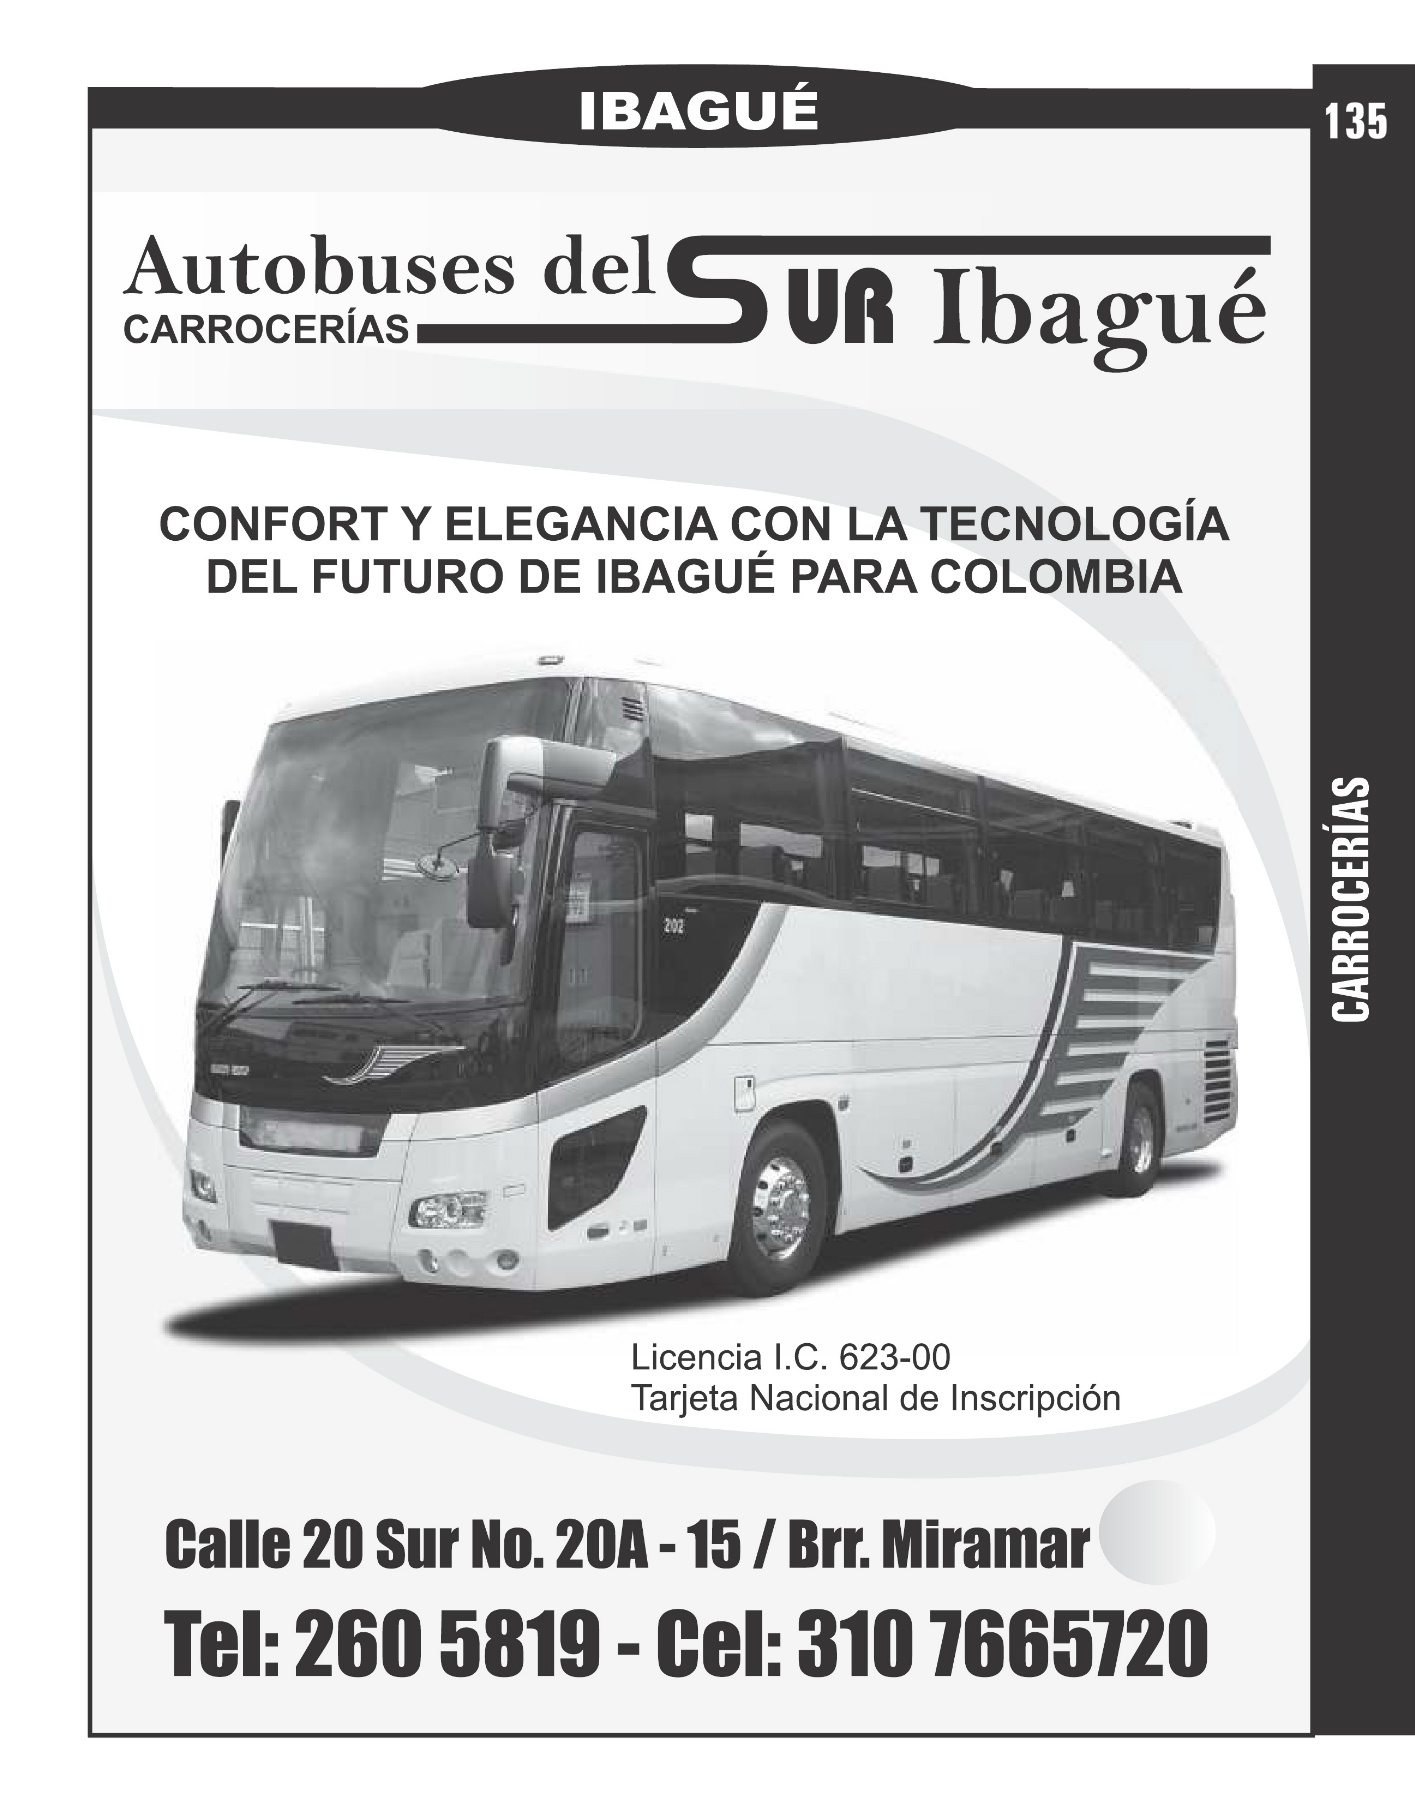 IBAGUÉ
135
Autobuses del SUR Ibagué
CARROCERÍAS
CONFORT Y ELEGANCIA CON LA TECNOLOGÍA
DEL FUTURO DE IBAGUÉ PARA COLOMBIA
202
CARROCERÍAS
Licencia I.C. 623-00
Tarjeta Nacional de Inscripción
Calle 20 Sur No. 20A - 15 / Brr. Miramar
Tel: 260 5819 - Cel: 310 7665720